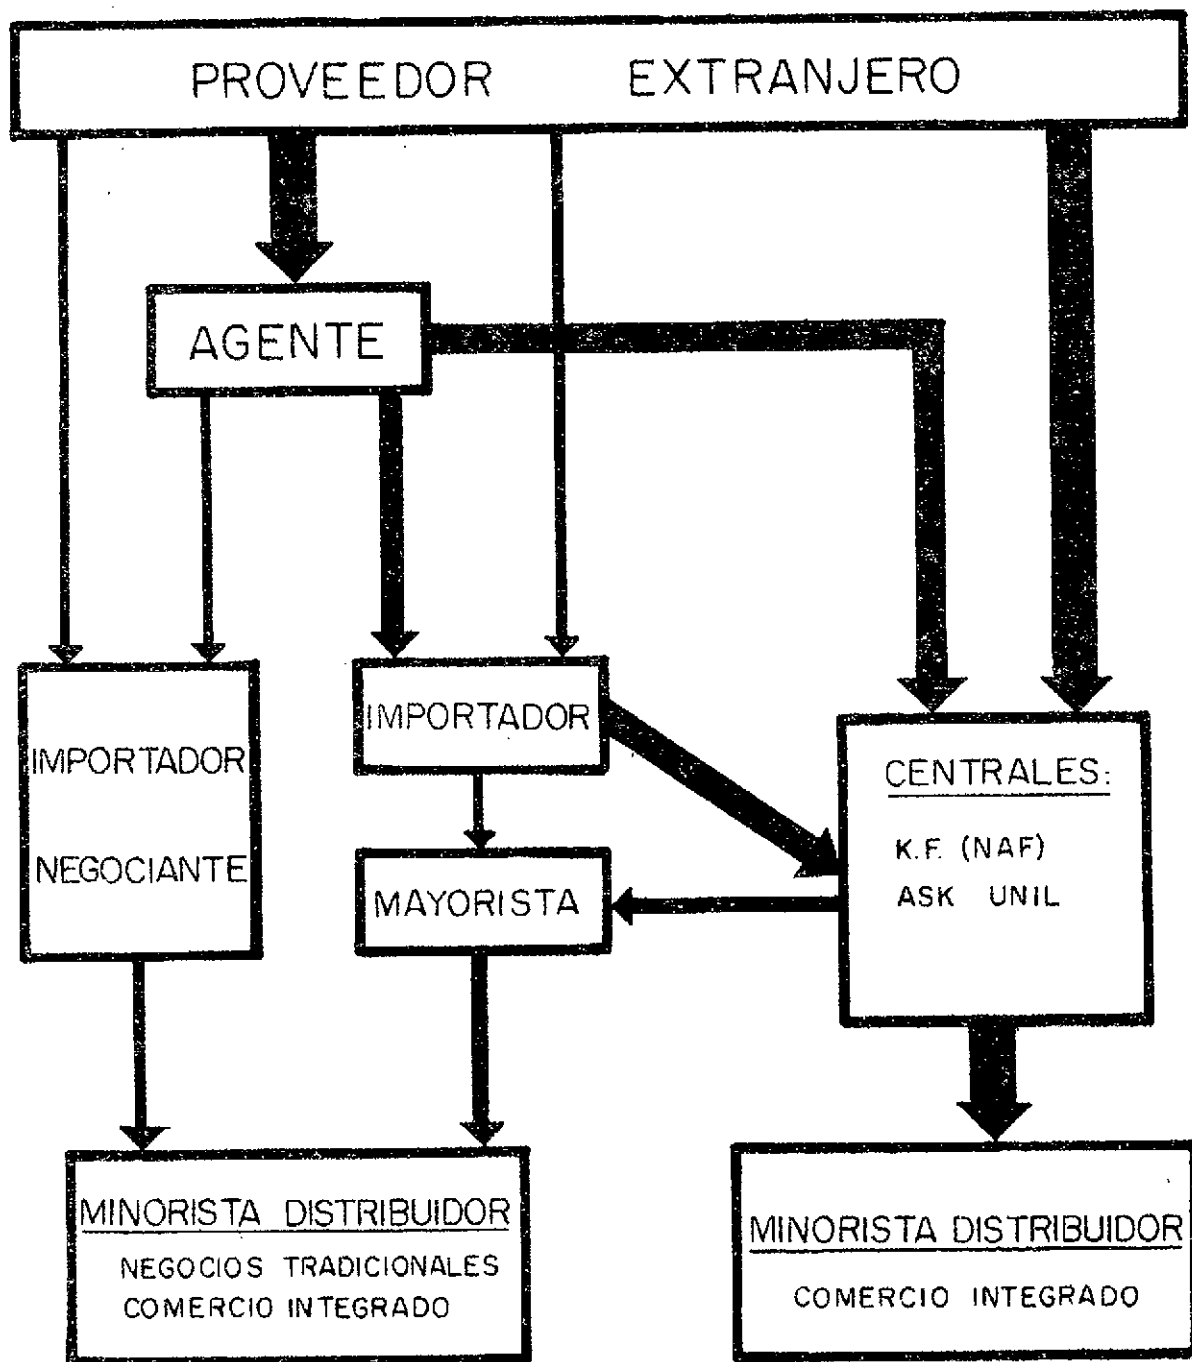 PROVEEDOR EXTRANJERO
AGENTE
IMPORTADOR
NEGOCIANTE
IMPORTADOR
MAYORISTA
CENTRALES:
K.F. (NAF)
ASK UNIL
MINORISTA DISTRIBUIDOR
NEGOCIOS TRADICIONALES
COMERCIO INTEGRADO
MINORISTA DISTRIBUIDOR
COMERCIO INTEGRADO